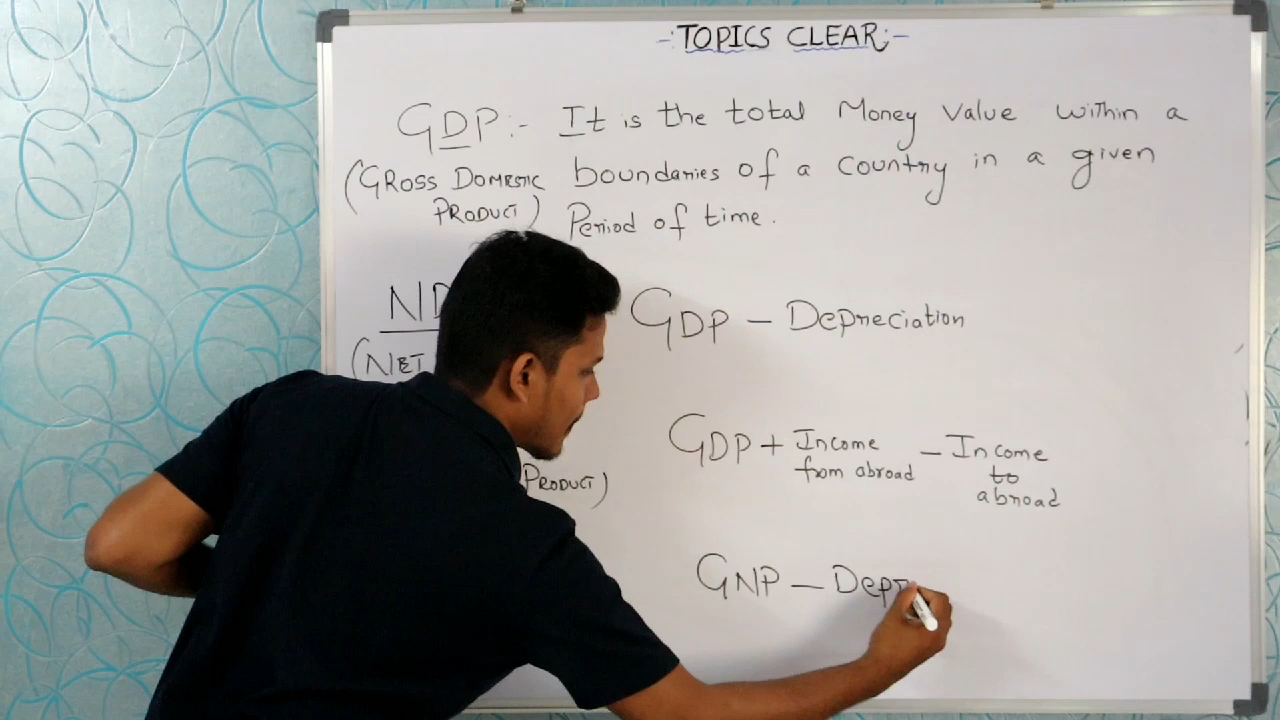 -:TOPICS CLEAR:-
GDP:- It is the total Money Value within a
(GROSS DOMESTIC boundaries of a country in a given
PRODUCT) Period of time.
ND GDP - Depreciation
(NET
GDP + Income from abroad - Income to abroad
PRODUCT)
GNP - Depr